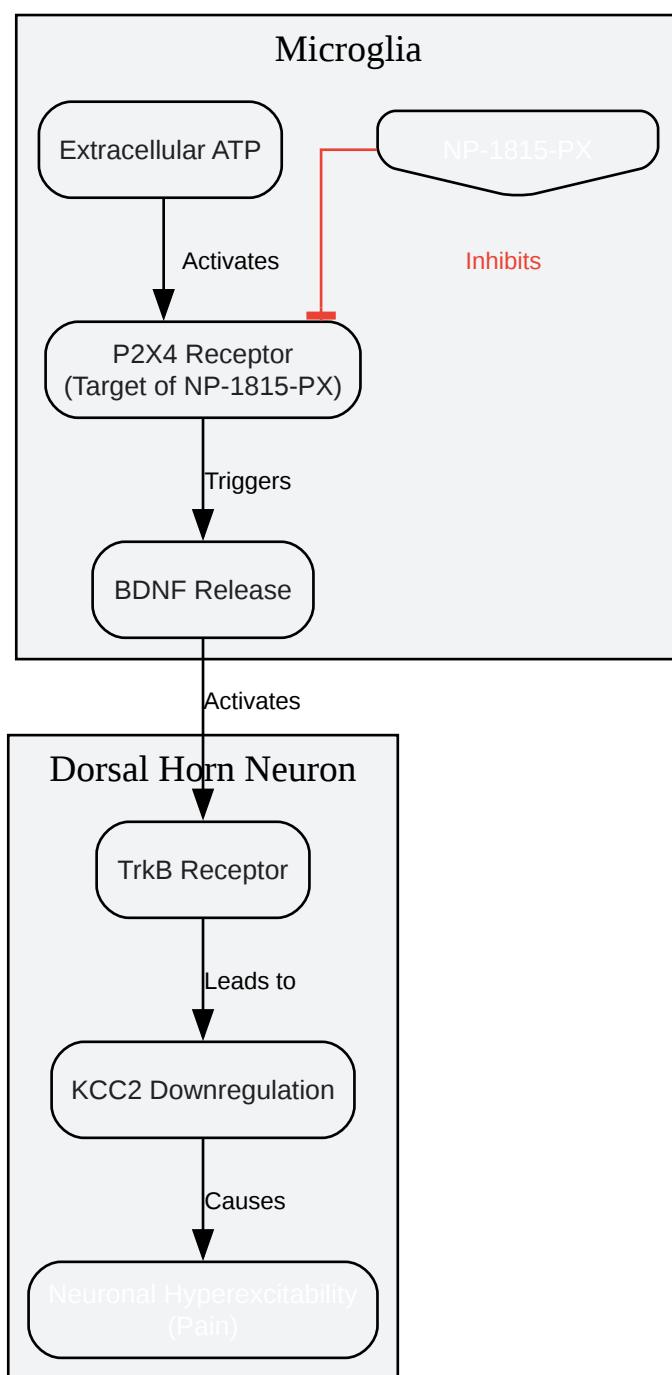 Microglia
Extracellular ATP
NP-1815-PX
Activates
Inhibits
P2X4 Receptor
(Target of NP-1815-PX)
Triggers
BDNF Release
Activates
Dorsal Horn Neuron
TrkB Receptor
Leads to
KCC2 Downregulation
Causes
Neuronal Hyperexcitability
(Pain)